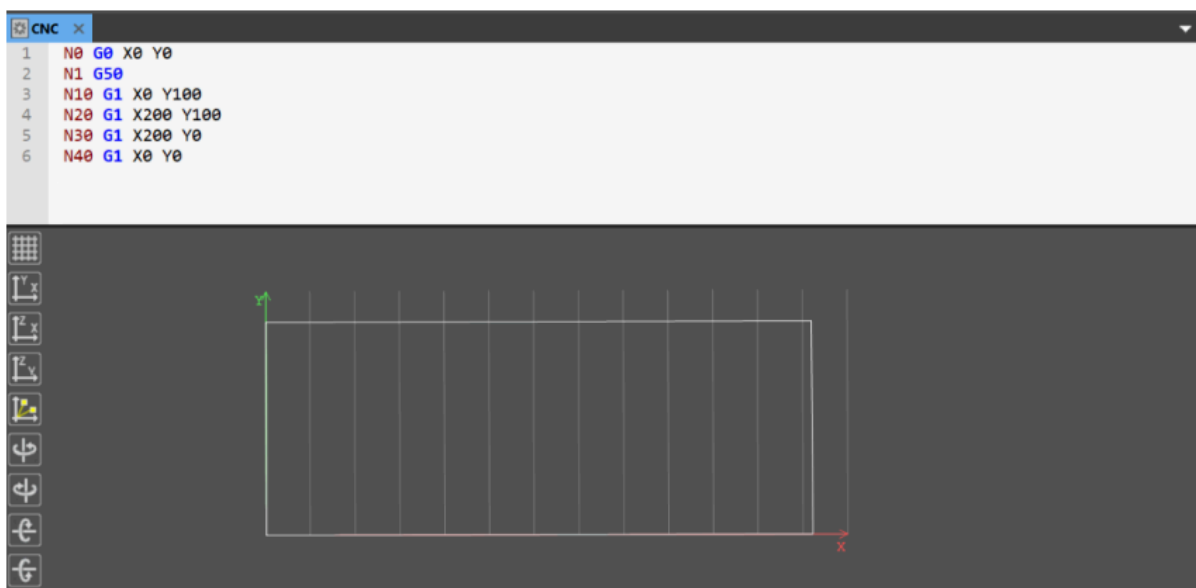 CNC
1 N0 G0 X0 Y0
2 N1 G50
3 N10 G1 X0 Y100
4 N20 G1 X200 Y100
5 N30 G1 X200 Y0
6 N40 G1 X0 Y0
Y X
Z X
Z Y
Y
X